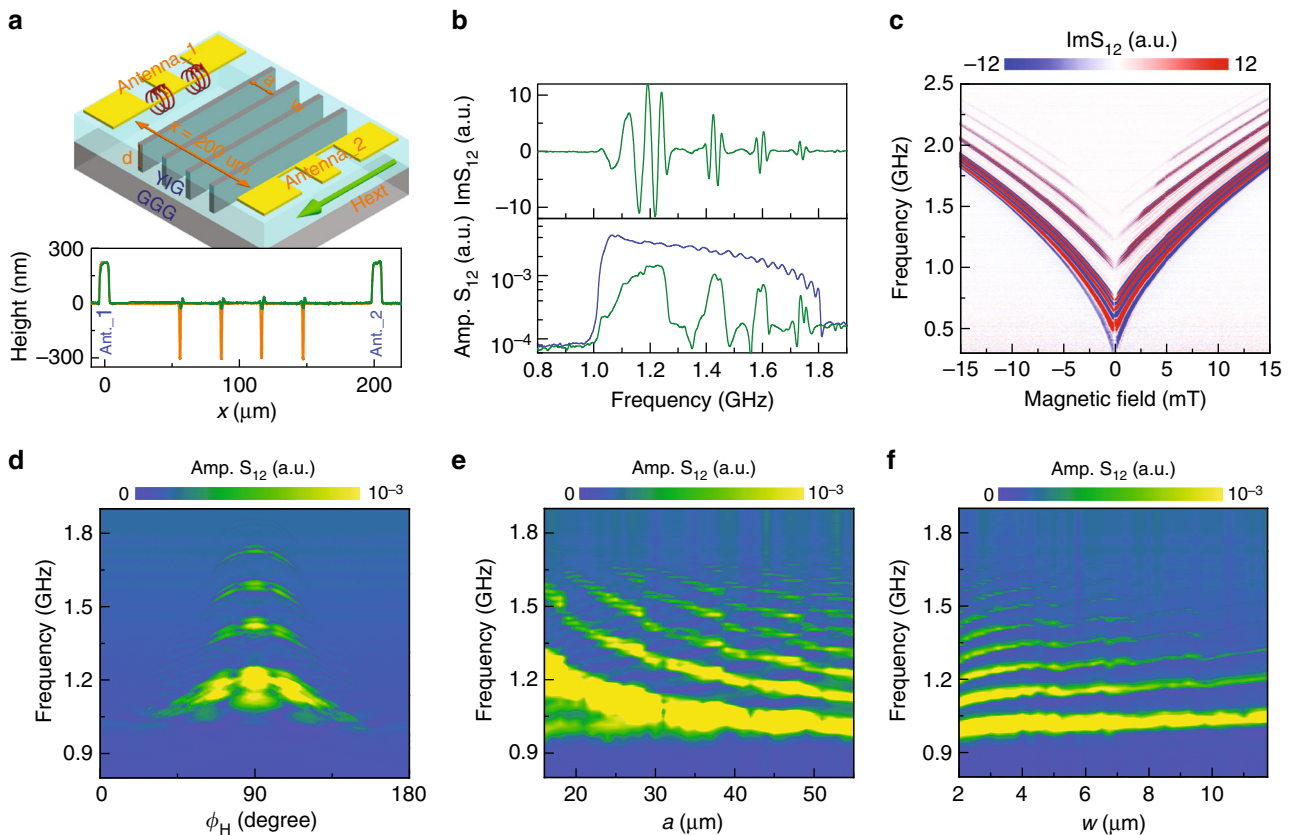 a
Antenna_1
a
w
x = 200 um
d
Antenna_2
YIG
GGG
Hext
Height (nm)
300
0
−300
Ant._1
Ant._2
0
100
200
x (μm)
b
ImS12 (a.u.)
10
0
−10
Amp. S12 (a.u.)
10−3
10−4
0.8 1.0 1.2 1.4 1.6 1.8
Frequency (GHz)
c
ImS12 (a.u.)
−12 12
Frequency (GHz)
2.5
2.0
1.5
1.0
0.5
−15 −10 −5 0 5 10 15
Magnetic field (mT)
d
Amp. S12 (a.u.)
0 10−3
Frequency (GHz)
1.8
1.5
1.2
0.9
0 90 180
ϕH (degree)
e
Amp. S12 (a.u.)
0 10−3
Frequency (GHz)
1.8
1.5
1.2
0.9
20 30 40 50
a (μm)
f
Amp. S12 (a.u.)
0 10−3
Frequency (GHz)
1.8
1.5
1.2
0.9
2 4 6 8 10
w (μm)